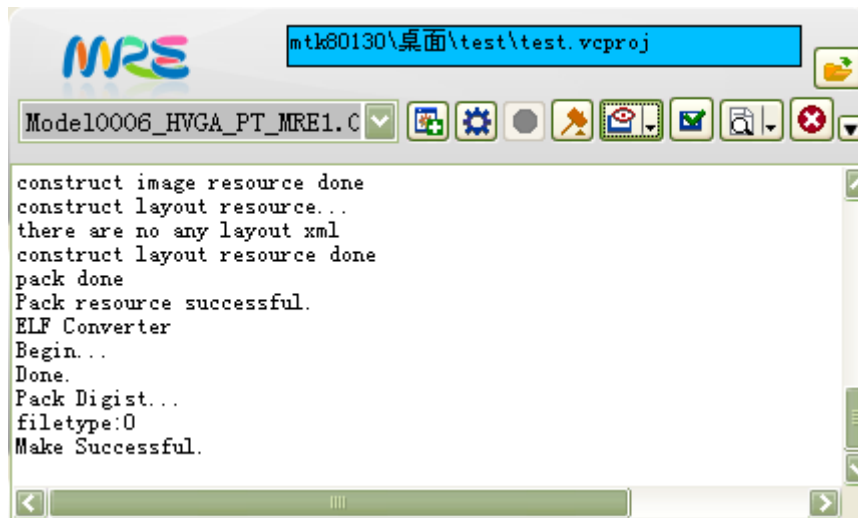 MRE
mtk80130\桌面\test\test.vcproj
Model0006_HVGA_PT_MRE1.C
construct image resource done
construct layout resource...
there are no any layout xml
construct layout resource done
pack done
Pack resource successful.
ELF Converter
Begin...
Done.
Pack Digist...
filetype:0
Make Successful.